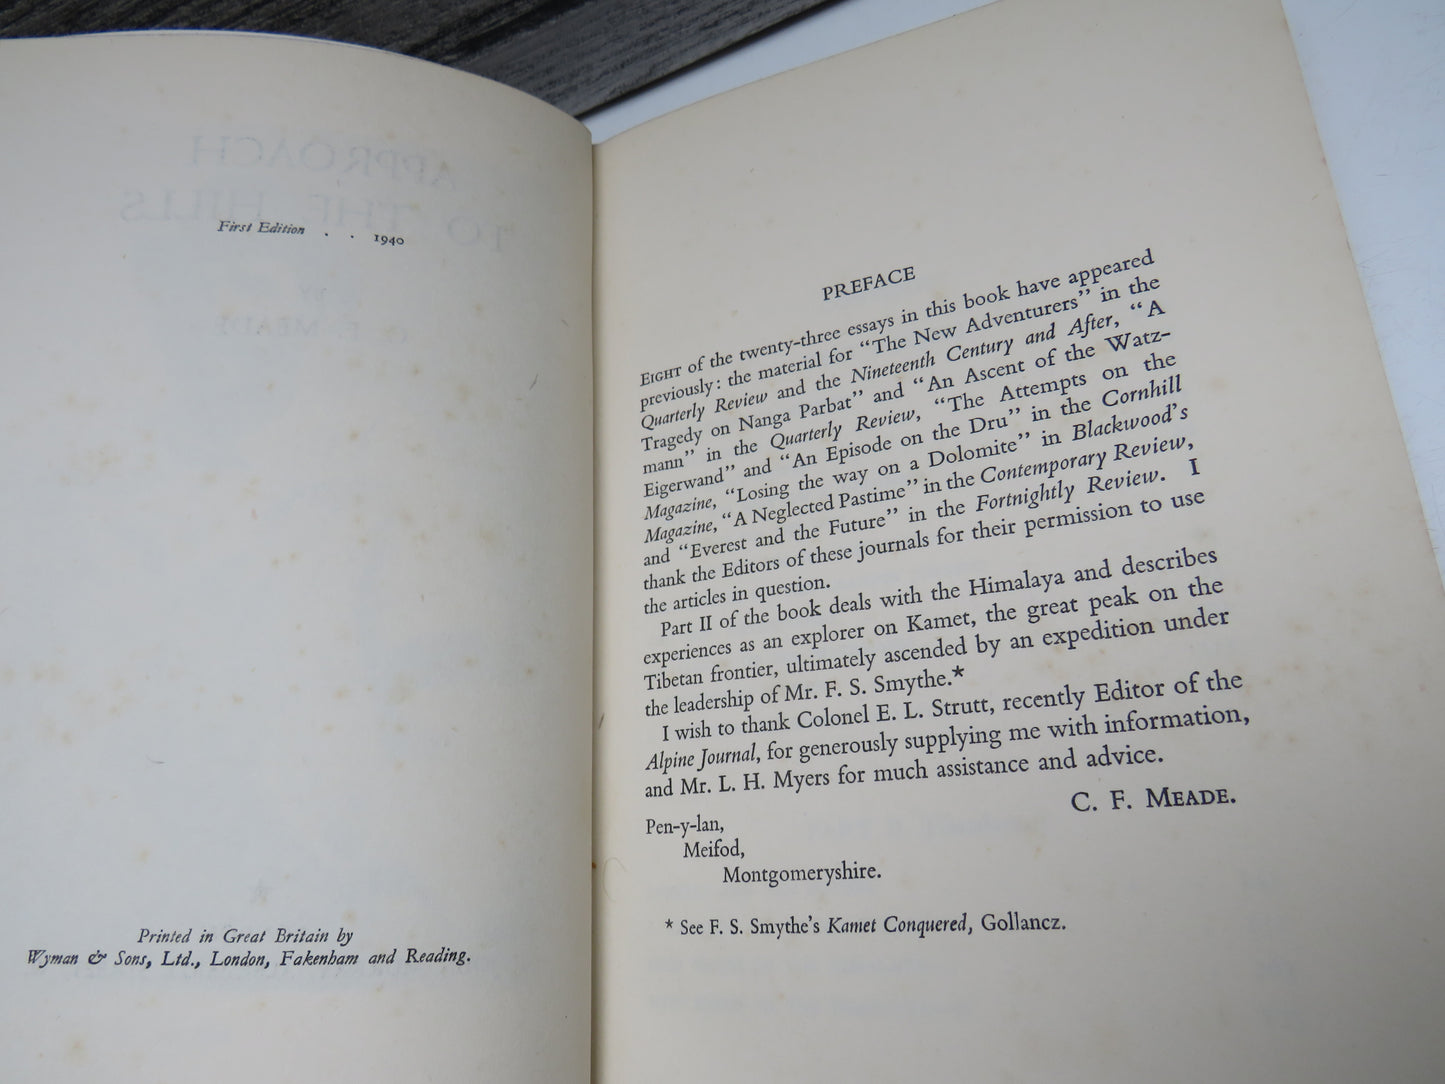 First Edition . . 1940
Printed in Great Britain by
Wyman & Sons, Ltd., London, Fakenham and Reading.
PREFACE
EIGHT of the twenty-three essays in this book have appeared
previously: the material for "The New Adventurers" in the
Quarterly Review and the Nineteenth Century and After, "A
Tragedy on Nanga Parbat" and "An Ascent of the Watz-
mann" in the Quarterly Review, "The Attempts on the
Eigerwand" and "An Episode on the Dru" in the Cornhill
Magazine, "Losing the way on a Dolomite" in Blackwood's
Magazine, "A Neglected Pastime" in the Contemporary Review,
and "Everest and the Future" in the Fortnightly Review. I
thank the Editors of these journals for their permission to use
the articles in question.
Part II of the book deals with the Himalaya and describes
experiences as an explorer on Kamet, the great peak on the
Tibetan frontier, ultimately ascended by an expedition under
the leadership of Mr. F. S. Smythe.*
I wish to thank Colonel E. L. Strutt, recently Editor of the
Alpine Journal, for generously supplying me with information,
and Mr. L. H. Myers for much assistance and advice.
C. F. MEADE.
Pen-y-lan,
Meifod,
Montgomeryshire.
* See F. S. Smythe's Kamet Conquered, Gollancz.